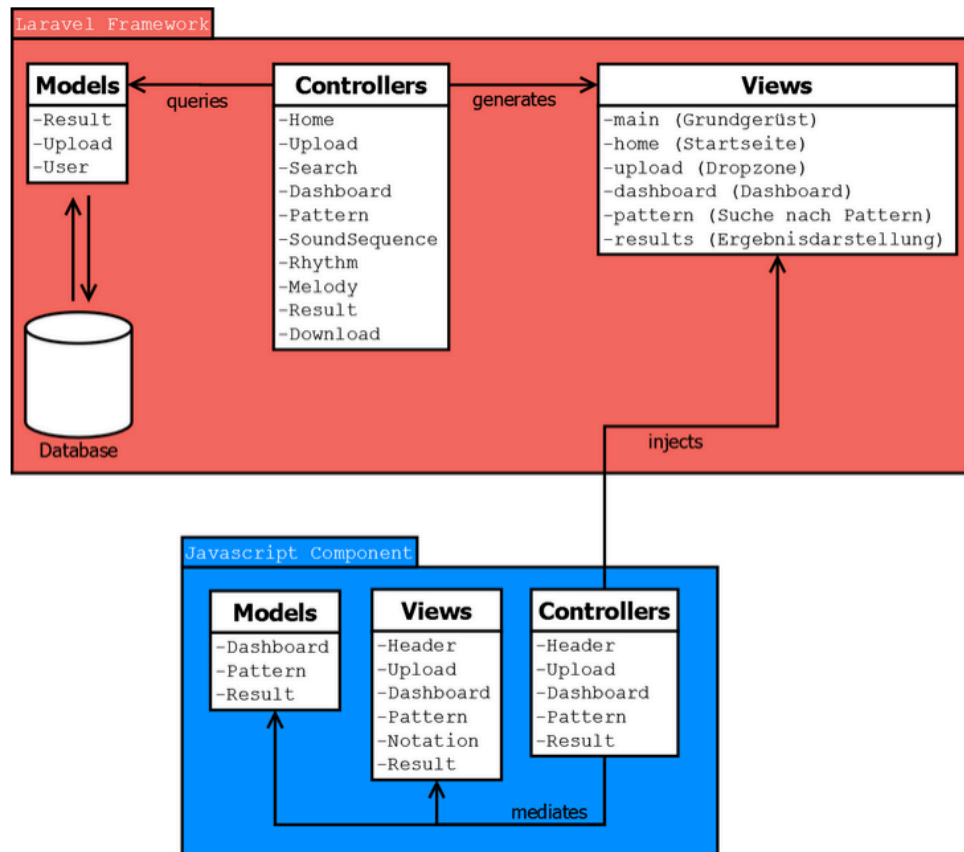 Laravel Framework
Models
-Result
-Upload
-User
queries
Controllers
-Home
-Upload
-Search
-Dashboard
-Pattern
-SoundSequence
-Rhythm
-Melody
-Result
-Download
generates
Views
-main (Grundgerüst)
-home (Startseite)
-upload (Dropzone)
-dashboard (Dashboard)
-pattern (Suche nach Pattern)
-results (Ergebnisdarstellung)
Database
injects
Javascript Component
Models
-Dashboard
-Pattern
-Result
Views
-Header
-Upload
-Dashboard
-Pattern
-Notation
-Result
Controllers
-Header
-Upload
-Dashboard
-Pattern
-Result
mediates